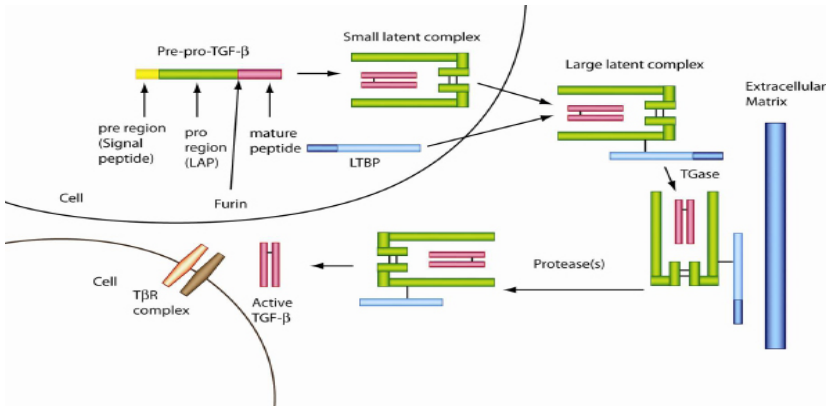 Pre-pro-TGF-β
Small latent complex
Large latent complex
Extracellular
Matrix
pre region
(Signal
peptide)
pro
region
(LAP)
mature
peptide
LTBP
Furin
Cell
TGase
Cell
TβR
complex
Active
TGF-β
Protease(s)